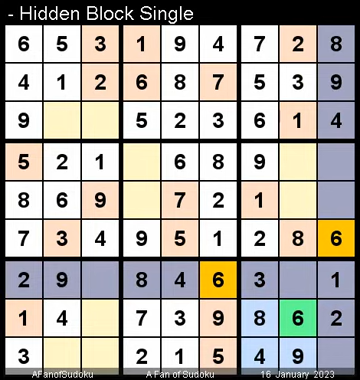 - Hidden Block Single
6 5 3 1 9 4 7 2 8
4 1 2 6 8 7 5 3 9
9 5 2 3 6 1 4
5 2 1 6 8 9
8 6 9 7 2 1
7 3 4 9 5 1 2 8 6
2 9 8 4 6 3 1
1 4 7 3 9 8 6 2
3 2 1 5 4 9
AFanofSudoku A Fan of Sudoku 16 January 2023